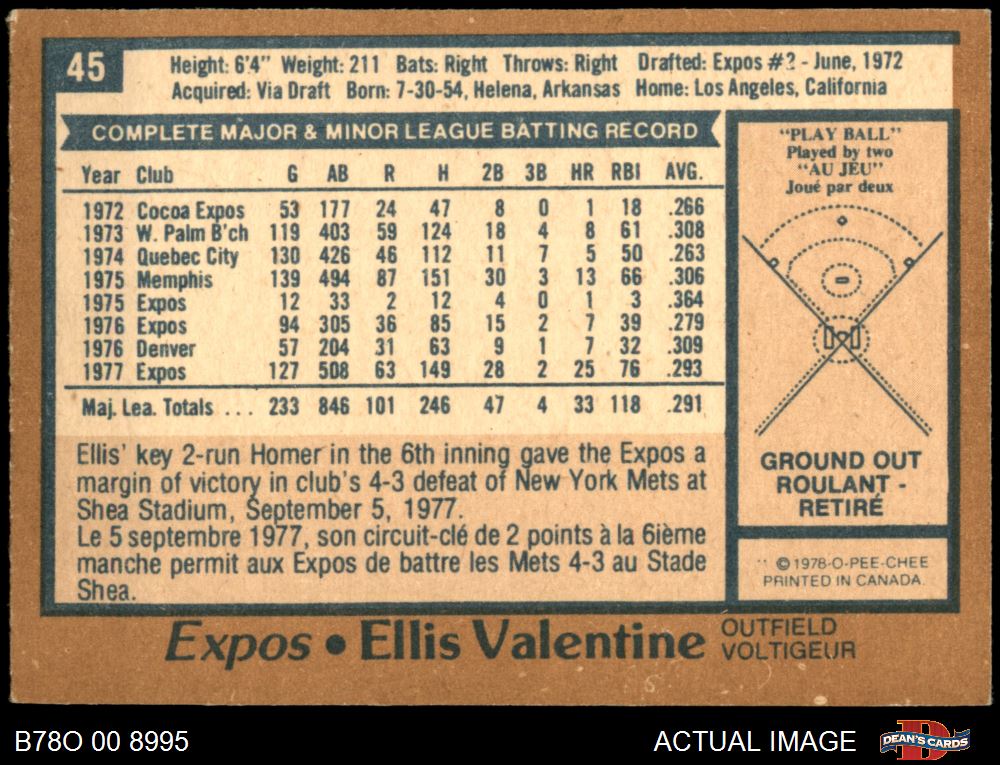 45
Height: 6'4" Weight: 211 Bats: Right Throws: Right Drafted: Expos #2 - June, 1972
Acquired: Via Draft Born: 7-30-54, Helena, Arkansas Home: Los Angeles, California
COMPLETE MAJOR & MINOR LEAGUE BATTING RECORD
Year Club G AB R H 2B 3B HR RBI AVG.
1972 Cocoa Expos 53 177 24 47 8 0 1 18 .266
1973 W. Palm B'ch 119 403 59 124 18 4 8 61 .308
1974 Quebec City 130 426 46 112 11 7 5 50 .263
1975 Memphis 139 494 87 151 30 3 13 66 .306
1975 Expos 12 33 2 12 4 0 1 3 .364
1976 Expos 94 305 36 85 15 2 7 39 .279
1976 Denver 57 204 31 63 9 1 7 32 .309
1977 Expos 127 508 63 149 28 2 25 76 .293
Maj. Lea. Totals ... 233 846 101 246 47 4 33 118 .291
Ellis' key 2-run Homer in the 6th inning gave the Expos a
margin of victory in club's 4-3 defeat of New York Mets at
Shea Stadium, September 5, 1977.
Le 5 septembre 1977, son circuit-clé de 2 points à la 6ième
manche permit aux Expos de battre les Mets 4-3 au Stade
Shea.
"PLAY BALL"
Played by two
"AU JEU"
Joué par deux
GROUND OUT
ROULANT -
RETIRÉ
©1978-O-PEE-CHEE
PRINTED IN CANADA.
Expos • Ellis Valentine
OUTFIELD
VOLTIGEUR
B78O 00 8995
ACTUAL IMAGE
DEAN'S CARDS